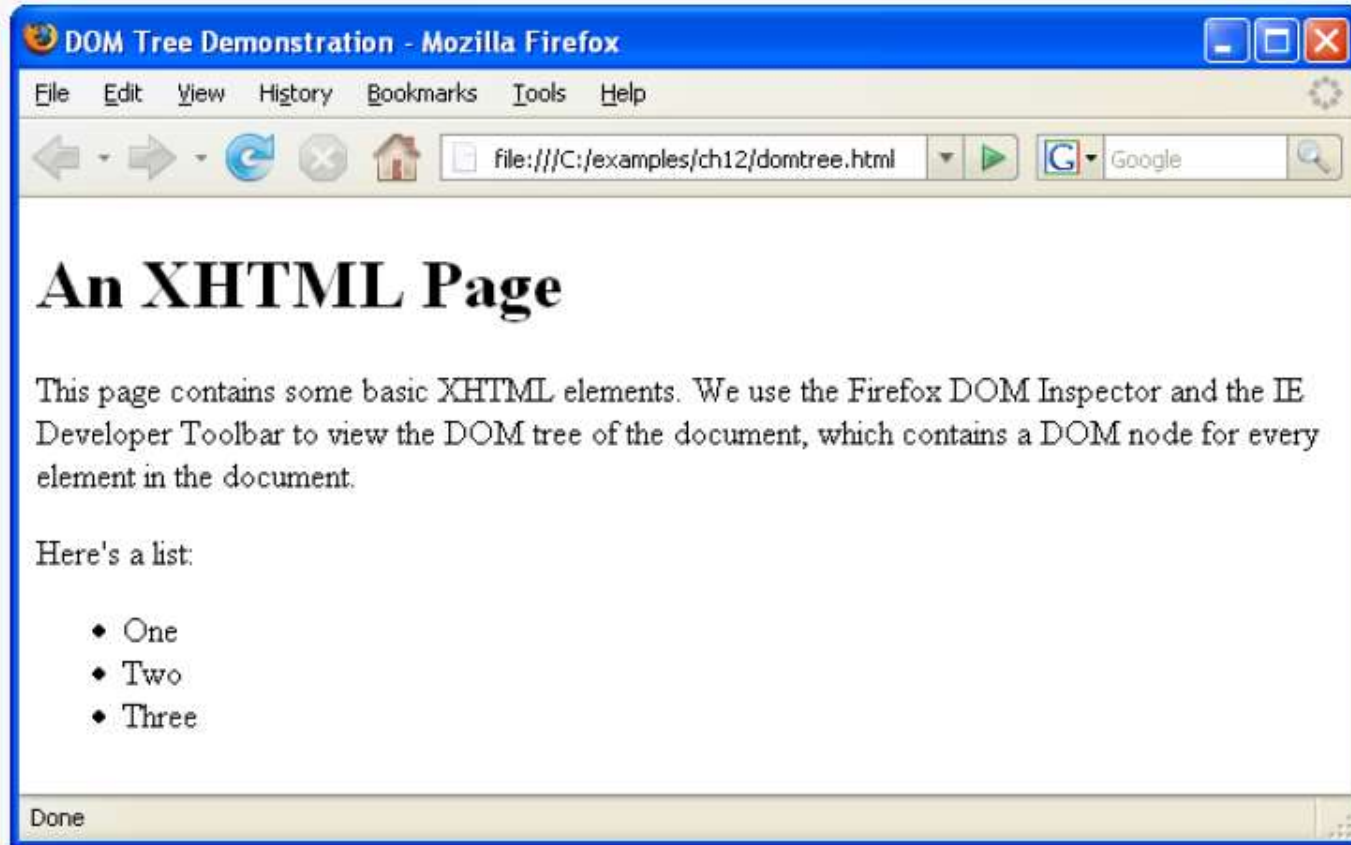 DOM Tree Demonstration - Mozilla Firefox
File Edit View History Bookmarks Tools Help
file:///C:/examples/ch12/domtree.html G Google
An XHTML Page
This page contains some basic XHTML elements. We use the Firefox DOM Inspector and the IE
Developer Toolbar to view the DOM tree of the document, which contains a DOM node for every
element in the document.
Here's a list:
• One
• Two
• Three
Done